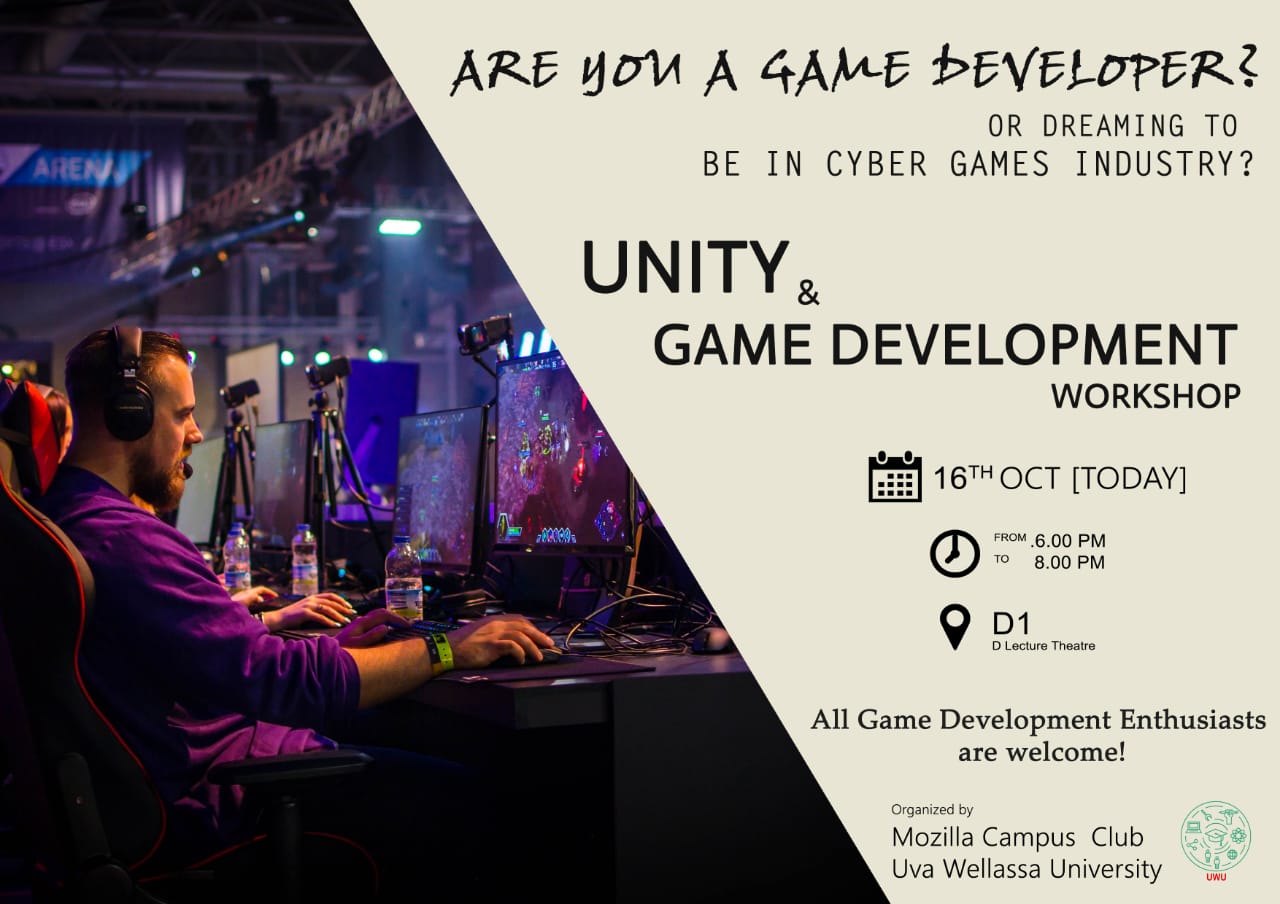 ARENA
ARE YOU A GAME DEVELOPER?
OR DREAMING TO
BE IN CYBER GAMES INDUSTRY?
UNITY &
GAME DEVELOPMENT
WORKSHOP
16TH OCT [TODAY]
FROM .6.00 PM
TO 8.00 PM
D1
D Lecture Theatre
All Game Development Enthusiasts
are welcome!
Organized by
Mozilla Campus Club
Uva Wellassa University
UWU